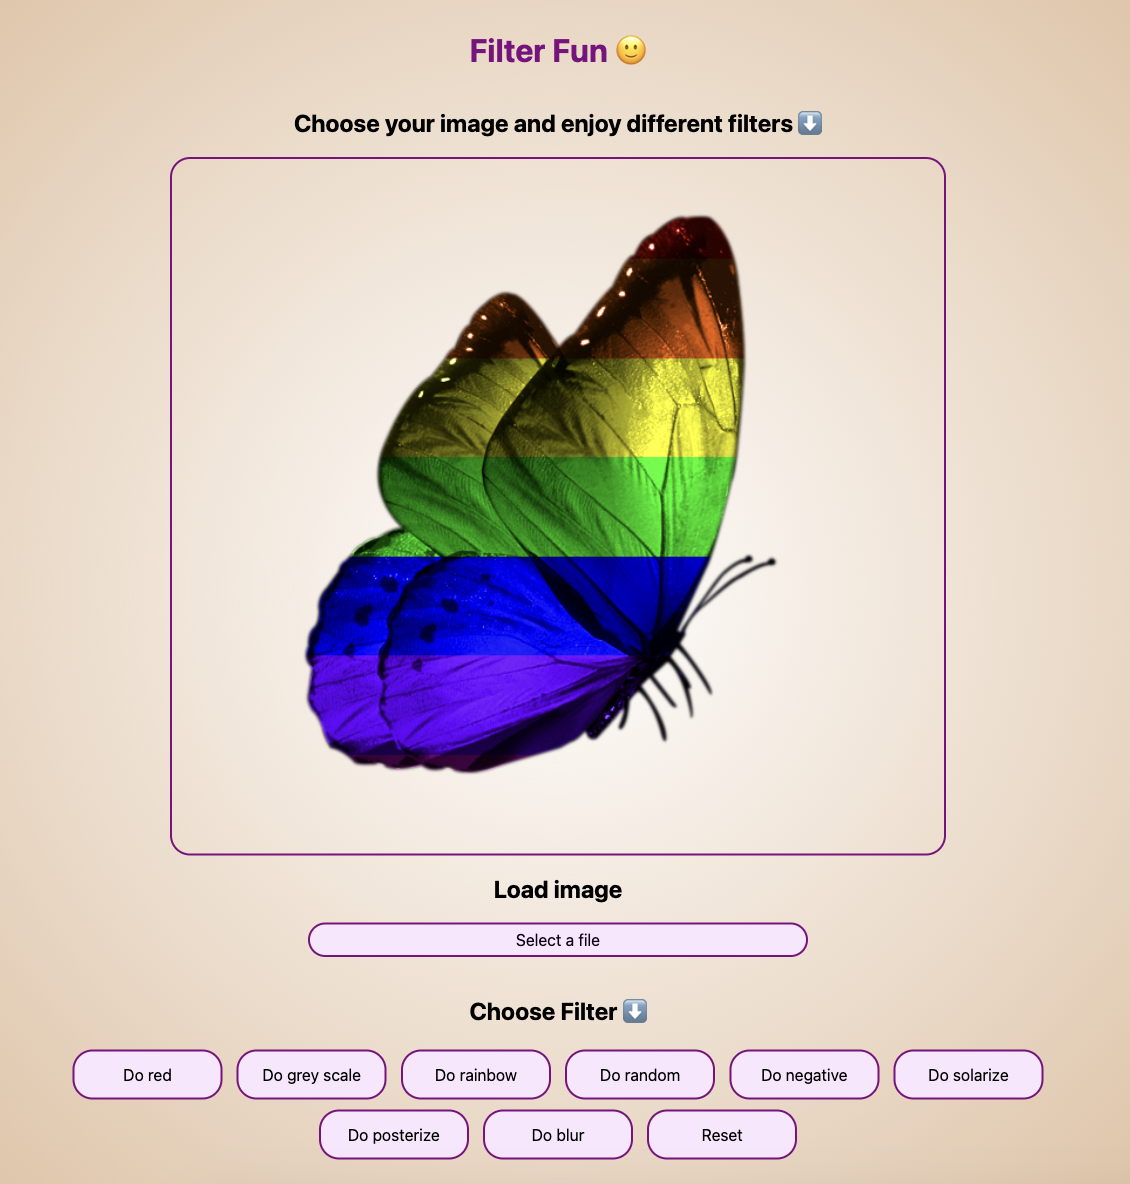 Filter Fun 🙂
Choose your image and enjoy different filters ⬇️
Load image
Select a file
Choose Filter ⬇️
Do red
Do grey scale
Do rainbow
Do random
Do negative
Do solarize
Do posterize
Do blur
Reset